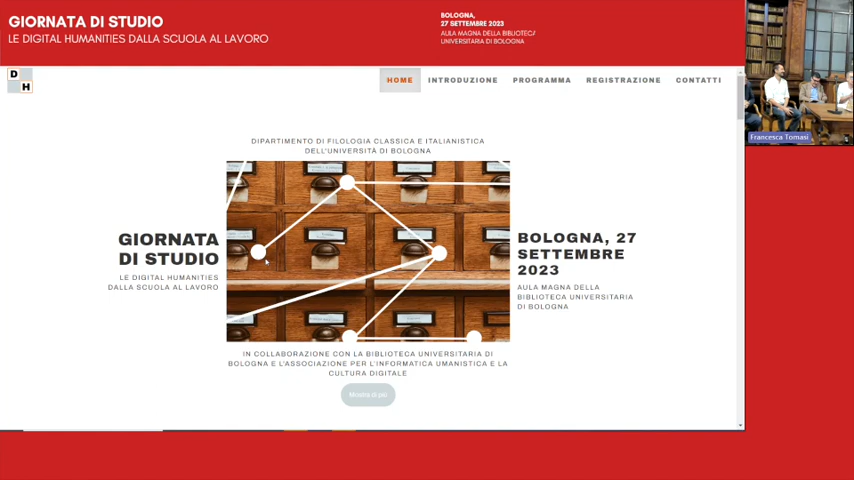 GIORNATA DI STUDIO
LE DIGITAL HUMANITIES DALLA SCUOLA AL LAVORO
BOLOGNA,
27 SETTEMBRE 2023
AULA MAGNA DELLA BIBLIOTECA
UNIVERSITARIA DI BOLOGNA
Francesca Tomasi
D
H
HOME INTRODUZIONE PROGRAMMA REGISTRAZIONE CONTATTI
DIPARTIMENTO DI FILOLOGIA CLASSICA E ITALIANISTICA
DELL'UNIVERSITÀ DI BOLOGNA
GIORNATA
DI STUDIO
LE DIGITAL HUMANITIES
DALLA SCUOLA AL LAVORO
BOLOGNA, 27
SETTEMBRE
2023
AULA MAGNA DELLA
BIBLIOTECA UNIVERSITARIA
DI BOLOGNA
IN COLLABORAZIONE CON LA BIBLIOTECA UNIVERSITARIA DI
BOLOGNA E L'ASSOCIAZIONE PER L'INFORMATICA UMANISTICA E LA
CULTURA DIGITALE
Mostra di più